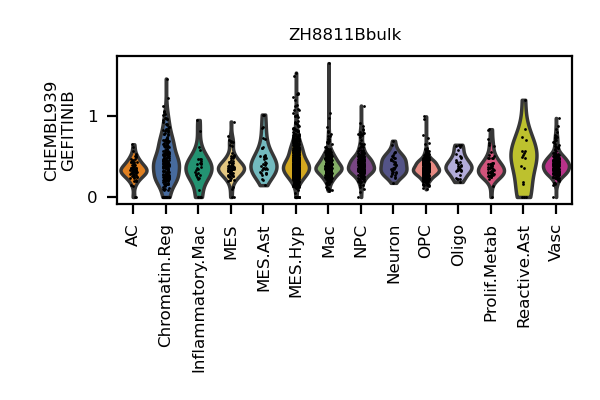 ZH8811Bbulk
CHEMBL939
GEFITINIB
1
0
AC
Chromatin.Reg
Inflammatory.Mac
MES
MES.Ast
MES.Hyp
Mac
NPC
Neuron
OPC
Oligo
Prolif.Metab
Reactive.Ast
Vasc